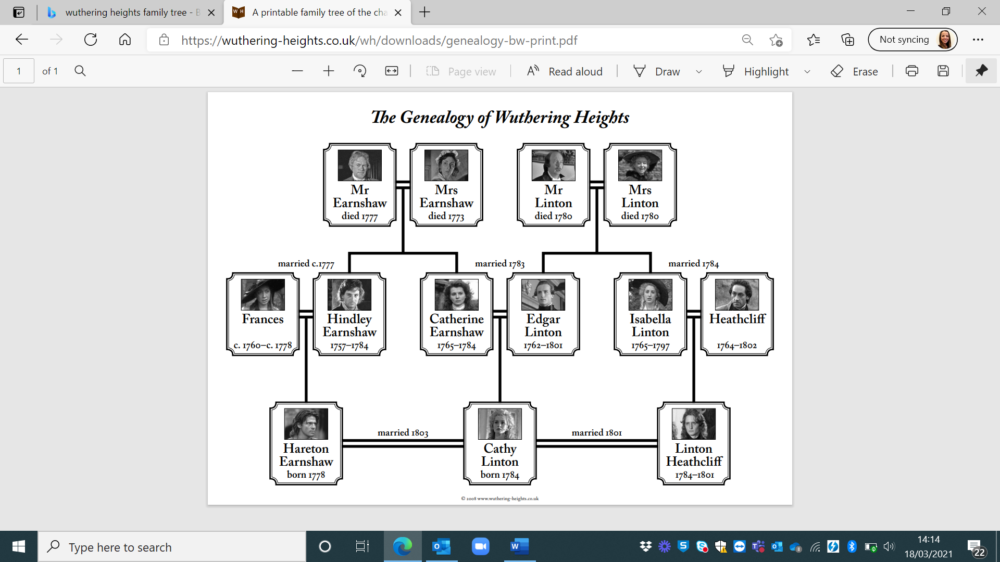 wuthering heights family tree - B
A printable family tree of the cha
https://wuthering-heights.co.uk/wh/downloads/genealogy-bw-print.pdf
Not syncing
1 of 1
Page view
Read aloud
Draw
Highlight
Erase
The Genealogy of Wuthering Heights
Mr
Earnshaw
died 1777
Mrs
Earnshaw
died 1773
Mr
Linton
died 1780
Mrs
Linton
died 1780
married c.1777
married 1783
married 1784
Frances
c. 1760–c. 1778
Hindley
Earnshaw
1757–1784
Catherine
Earnshaw
1765–1784
Edgar
Linton
1762–1801
Isabella
Linton
1765–1797
Heathcliff
1764–1802
married 1803
married 1801
Hareton
Earnshaw
born 1778
Cathy
Linton
born 1784
Linton
Heathcliff
1784–1801
© 2008 www.wuthering-heights.co.uk
Type here to search
14:14
18/03/2021
22